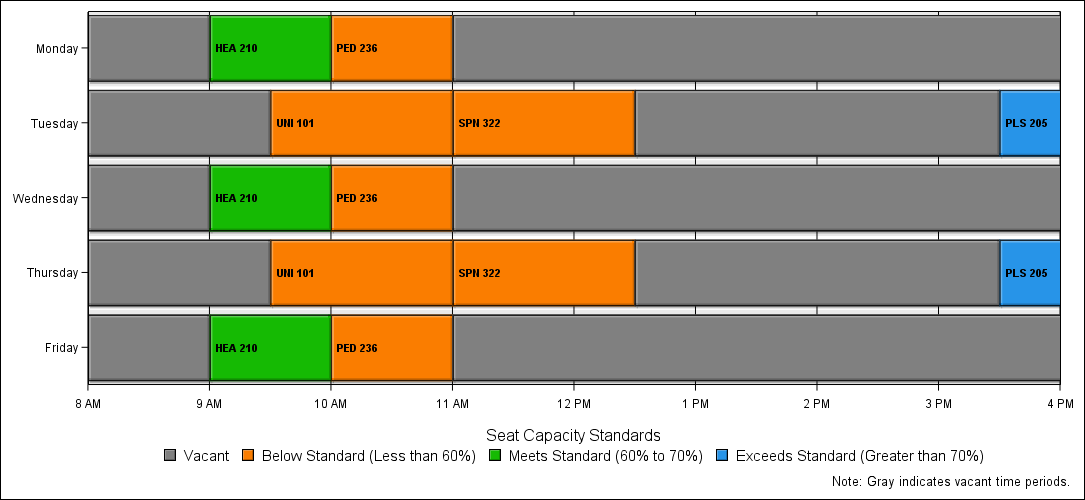 Monday
HEA 210
PED 236
Tuesday
UNI 101
SPN 322
PLS 205
Wednesday
HEA 210
PED 236
Thursday
UNI 101
SPN 322
PLS 205
Friday
HEA 210
PED 236
8 AM 9 AM 10 AM 11 AM 12 PM 1 PM 2 PM 3 PM 4 PM
Seat Capacity Standards
Vacant Below Standard (Less than 60%) Meets Standard (60% to 70%) Exceeds Standard (Greater than 70%)
Note: Gray indicates vacant time periods.